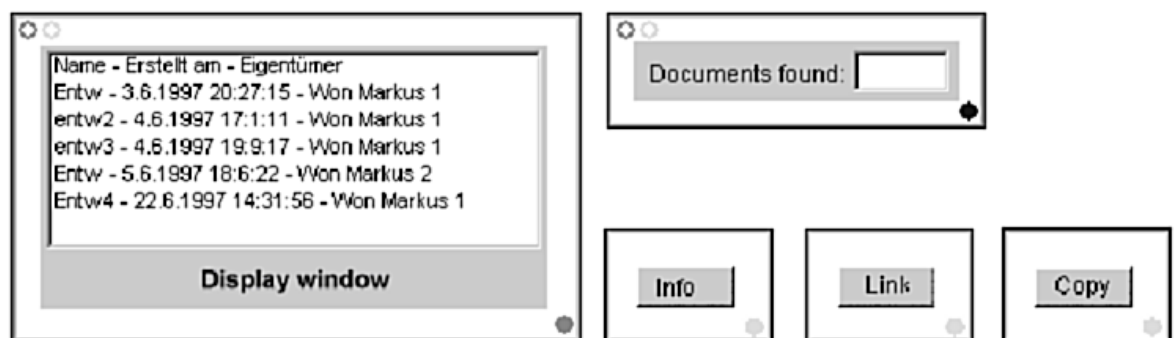 Name - Erstellt am - Eigentümer
Entw - 3.6.1997 20:27:15 - Won Markus 1
entw2 - 4.6.1997 17:1:11 - Won Markus 1
entw3 - 4.6.1997 19:9:17 - Won Markus 1
Entw - 5.6.1997 18:6:22 - Won Markus 2
Entw4 - 22.6.1997 14:31:56 - Won Markus 1
Display window
Documents found:
Info
Link
Copy